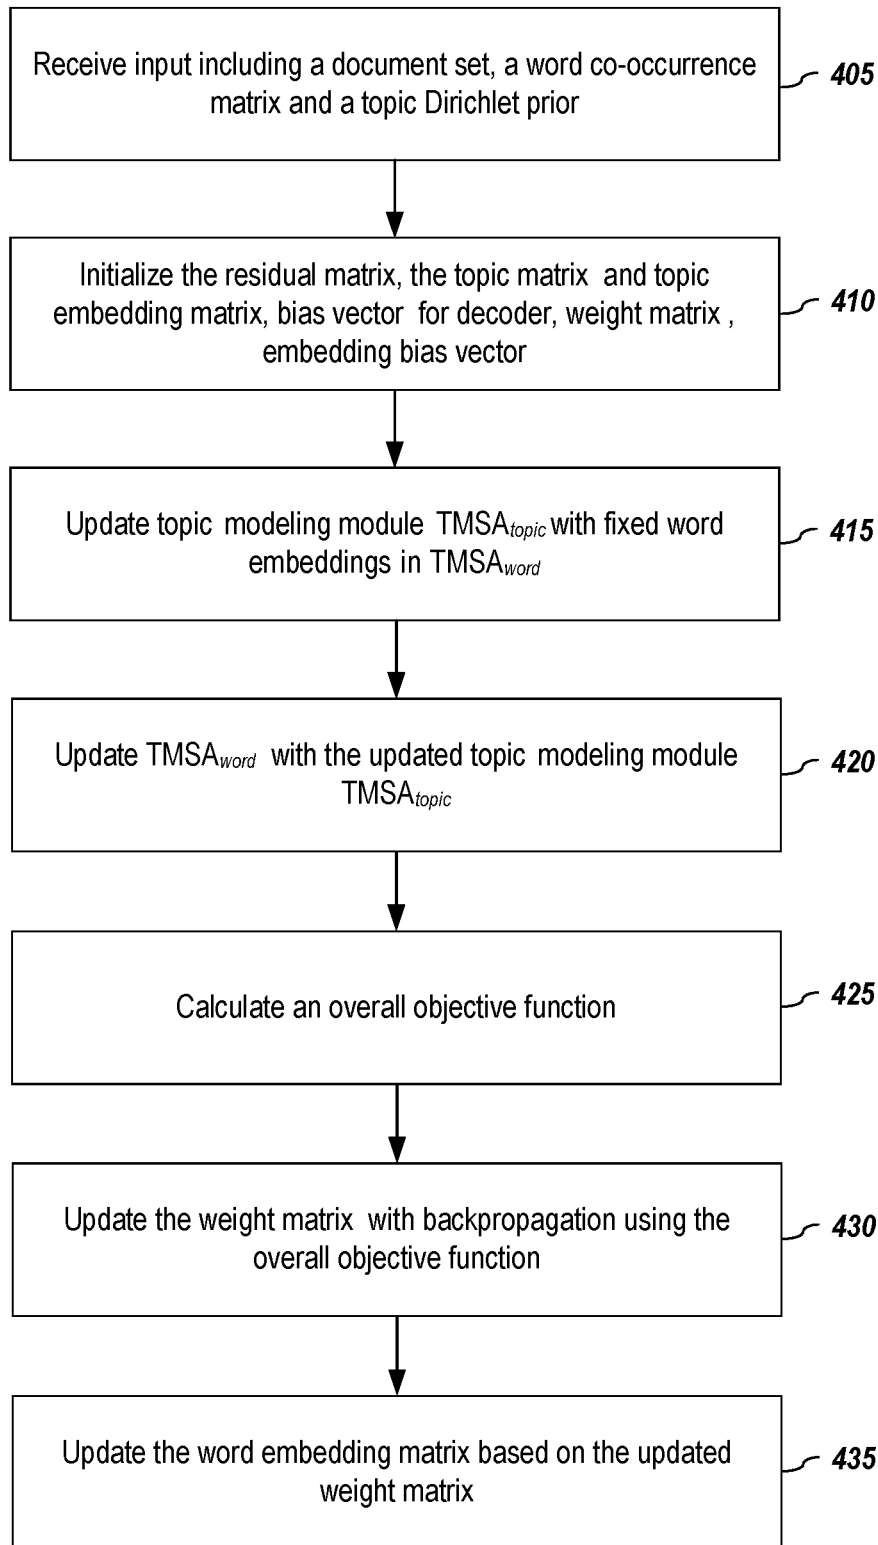 Receive input including a document set, a word co-occurrence
matrix and a topic Dirichlet prior
405
Initialize the residual matrix, the topic matrix and topic
embedding matrix, bias vector for decoder, weight matrix ,
embedding bias vector
410
Update topic modeling module TMSAtopic with fixed word
embeddings in TMSAword
415
Update TMSAword with the updated topic modeling module
TMSAtopic
420
Calculate an overall objective function
425
Update the weight matrix with backpropagation using the
overall objective function
430
Update the word embedding matrix based on the updated
weight matrix
435